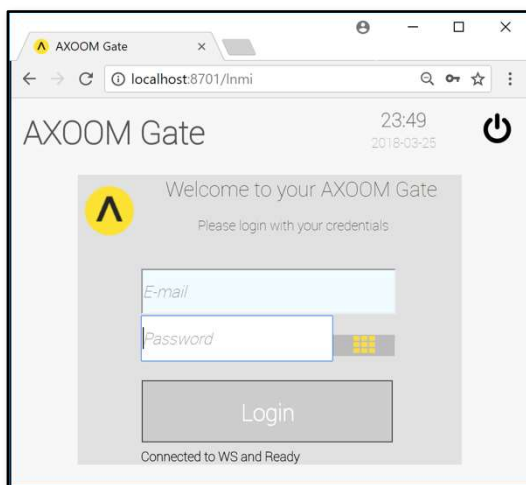 AXOOM Gate
localhost:8701/lnmi
AXOOM Gate
23:49
2018-03-25
Welcome to your AXOOM Gate
Please login with your credentials
E-mail
Password
Login
Connected to WS and Ready